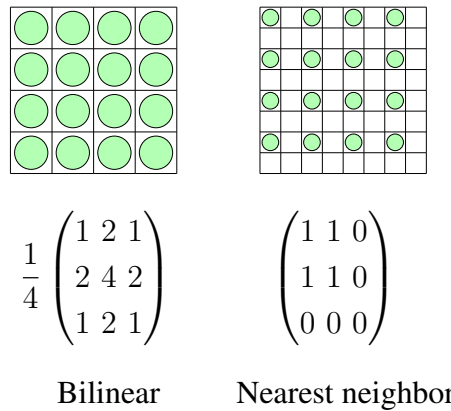 1/4 (1 2 1
2 4 2
1 2 1)
(1 1 0
1 1 0
0 0 0)
Bilinear
Nearest neighbor